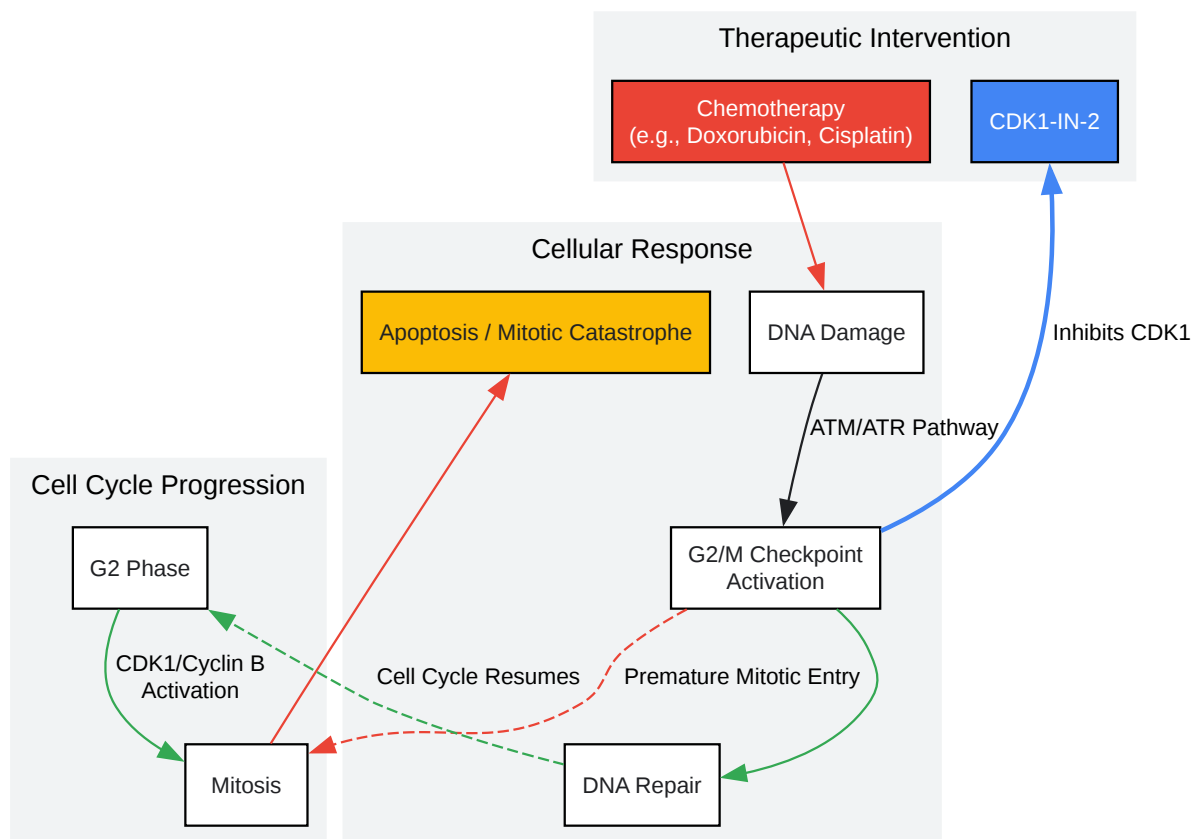 Therapeutic Intervention
Chemotherapy
(e.g., Doxorubicin, Cisplatin)
CDK1-IN-2
Cellular Response
Apoptosis / Mitotic Catastrophe
DNA Damage
Inhibits CDK1
ATM/ATR Pathway
Cell Cycle Progression
G2 Phase
G2/M Checkpoint
Activation
CDK1/Cyclin B
Activation
Cell Cycle Resumes
Premature Mitotic Entry
Mitosis
DNA Repair